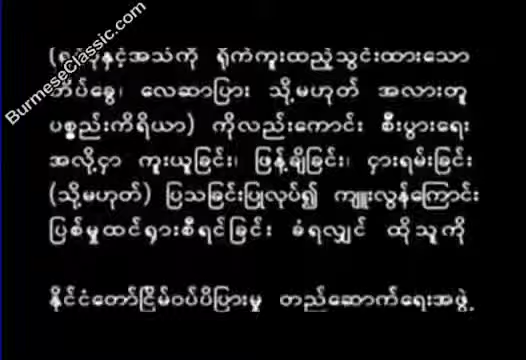 BurmeseClassic.com
(ရုပ်ပုံနှင့်အသံကို ရိုက်ကူးထည့်သွင်းထားသော
တိပ်ခွေ၊ လေဆာပြား သို့မဟုတ် အလားတူ
ပစ္စည်းကိရိယာ) ကိုလည်းကောင်း စီးပွားရေး
အလို့ငှာ ကူးယူခြင်း၊ ဖြန့်ချိခြင်း၊ ငှားရမ်းခြင်း
(သို့မဟုတ်) ပြသခြင်းပြုလုပ်၍ ကျူးလွန်ကြောင်း
ပြစ်မှုထင်ရှားစီရင်ခြင်း ခံရလျှင် ထိုသူကို
နိုင်ငံတော်ငြိမ်ဝပ်ပိပြားမှု တည်ဆောက်ရေးအဖွဲ့